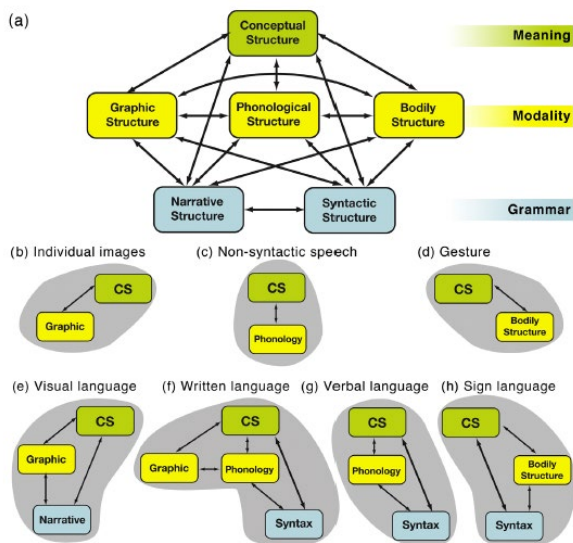 (a)
Conceptual
Structure
Meaning
Graphic
Structure
Phonological
Structure
Bodily
Structure
Modality
Narrative
Structure
Syntactic
Structure
Grammar
(b) Individual images
CS
Graphic
(c) Non-syntactic speech
CS
Phonology
(d) Gesture
CS
Bodily
Structure
(e) Visual language
CS
Graphic
Narrative
(f) Written language
CS
Graphic
Phonology
Syntax
(g) Verbal language
CS
Phonology
Syntax
(h) Sign language
CS
Bodily
Structure
Syntax